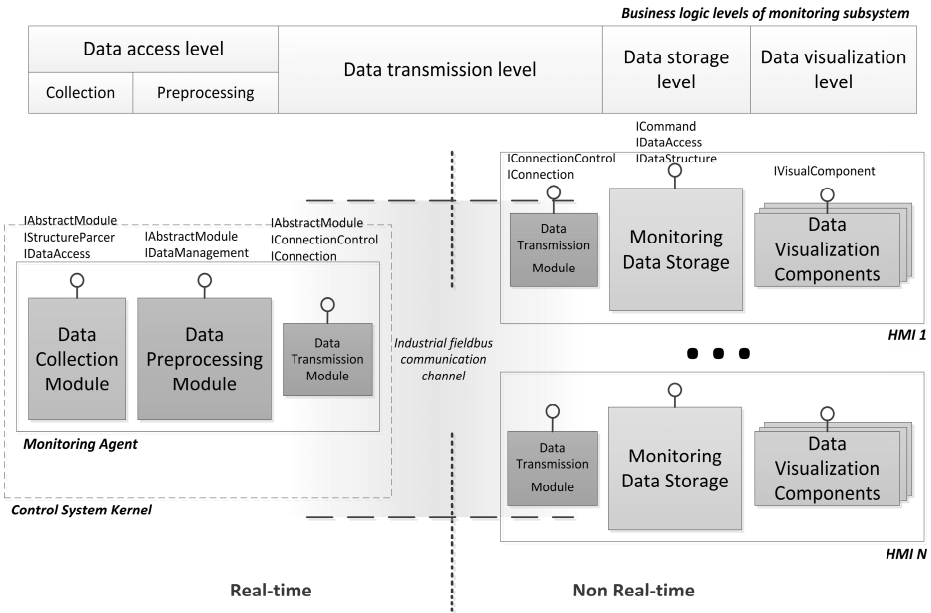 Business logic levels of monitoring subsystem
Data access level
Collection
Preprocessing
Data transmission level
Data storage
level
Data visualization
level
IAbstractModule
IStructureParcer
IDataAccess
IAbstractModule
IDataManagement
IAbstractModule
IConnectionControl
IConnection
Data
Collection
Module
Data
Preprocessing
Module
Data
Transmission
Module
Monitoring Agent
Control System Kernel
Industrial fieldbus
communication
channel
IConnectionControl
IConnection
ICommand
IDataAccess
IDataStructure
IVisualComponent
Data
Transmission
Module
Monitoring
Data Storage
Data
Visualization
Components
HMI 1
Data
Transmission
Module
Monitoring
Data Storage
Data
Visualization
Components
HMI N
Real-time
Non Real-time